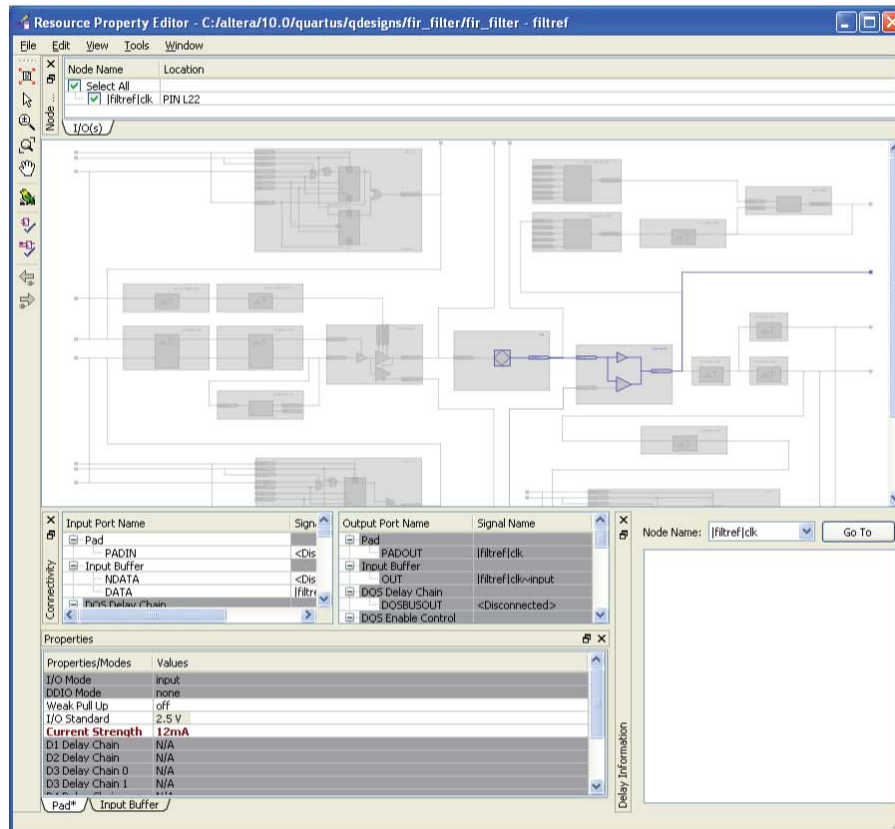 Resource Property Editor - C:/altera/10.0/quartus/qdesigns/fir_filter/fir_filter - filtref
File Edit View Tools Window
Node Name Location
Select All
|filtref|clk PIN L22
Node ...
I/O(s)
Input Port Name Sign
Pad
PADIN <Dis
Input Buffer
NDATA <Dis
DATA |filtre
DQS Delay Chain
Connectivity
Output Port Name Signal Name
Pad
PADOUT |filtref|clk
Input Buffer
OUT |filtref|clk~input
DQS Delay Chain
DQSBUSOUT <Disconnected>
DQS Enable Control
Node Name: |filtref|clk Go To
Delay Information
Properties
Properties/Modes Values
I/O Mode input
DDIO Mode none
Weak Pull Up off
I/O Standard 2.5 V
Current Strength 12mA
D1 Delay Chain N/A
D2 Delay Chain N/A
D3 Delay Chain 0 N/A
D3 Delay Chain 1 N/A
Pad* Input Buffer